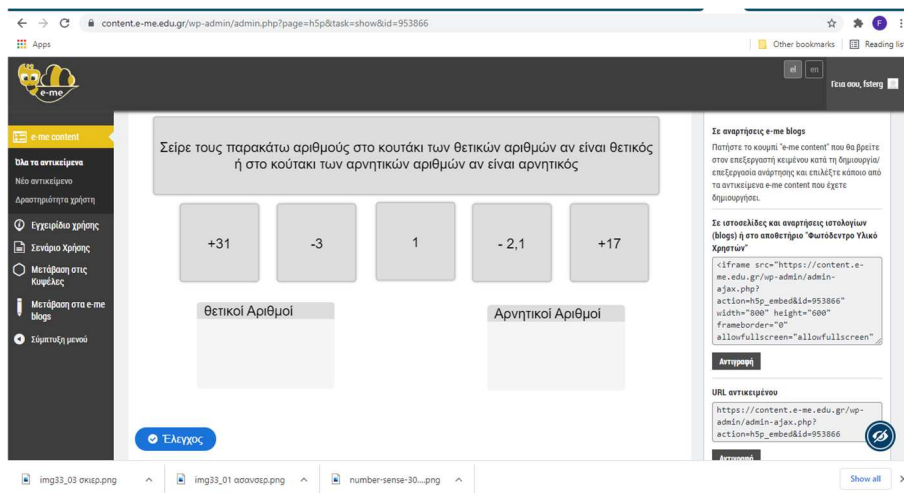 content.e-me.edu.gr/wp-admin/admin.php?page=h5p&task=show&id=953866
F
Apps
Other bookmarks
Reading lis
e-me
el en
Γεια σου, fsterg
e-me content
Όλα τα αντικείμενα
Νέο αντικείμενο
Δραστηριότητα χρήστη
Εγχειρίδιο χρήσης
Σενάριο Χρήσης
Μετάβαση στις
Κυψέλες
Μετάβαση στα e-me
blogs
Σύμπτυξη μενού
Σείρε τους παρακάτω αριθμούς στο κουτάκι των θετικών αριθμών αν είναι θετικός
ή στο κούτακι των αρνητικών αριθμών αν είναι αρνητικός
+31 -3 1 - 2,1 +17
θετικοί Αριθμοί
Αρνητικοί Αριθμοί
Έλεγχος
Σε αναρτήσεις e-me blogs
Πατήστε το κουμπί "e-me content" που θα βρείτε
στον επεξεργαστή κειμένου κατά τη δημιουργία/
επεξεργασία ανάρτησης και επιλέξτε κάποιο από
τα αντικείμενα e-me content που έχετε
δημιουργήσει.
Σε ιστοσελίδες και αναρτήσεις ιστολογίων
(blogs) ή στο αποθετήριο "Φωτόδεντρο Υλικό
Χρηστών"
<iframe src="https://content.e-
me.edu.gr/wp-admin/admin-
ajax.php?
action=h5p_embed&id=953866"
width="800" height="600"
frameborder="0"
allowfullscreen="allowfullscreen"
Αντιγραφή
URL αντικειμένου
https://content.e-me.edu.gr/wp-
admin/admin-ajax.php?
action=h5p_embed&id=953866
Αντιγραφή
img33_03 σκιερ.png
img33_01 ασανσερ.png
number-sense-30....png
Show all